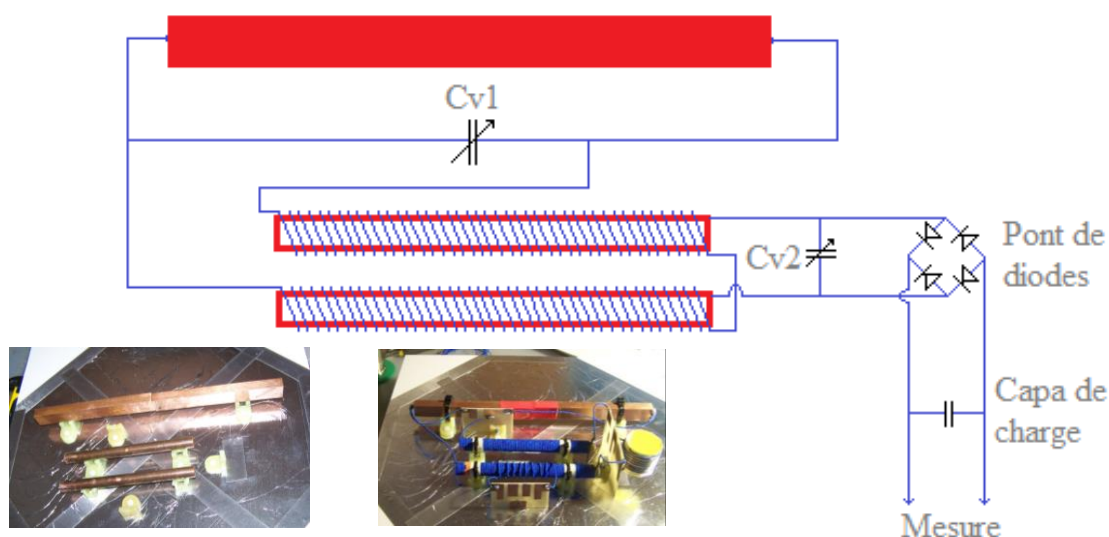 Cv1
Cv2
Pont de
diodes
Capa de
charge
Mesure